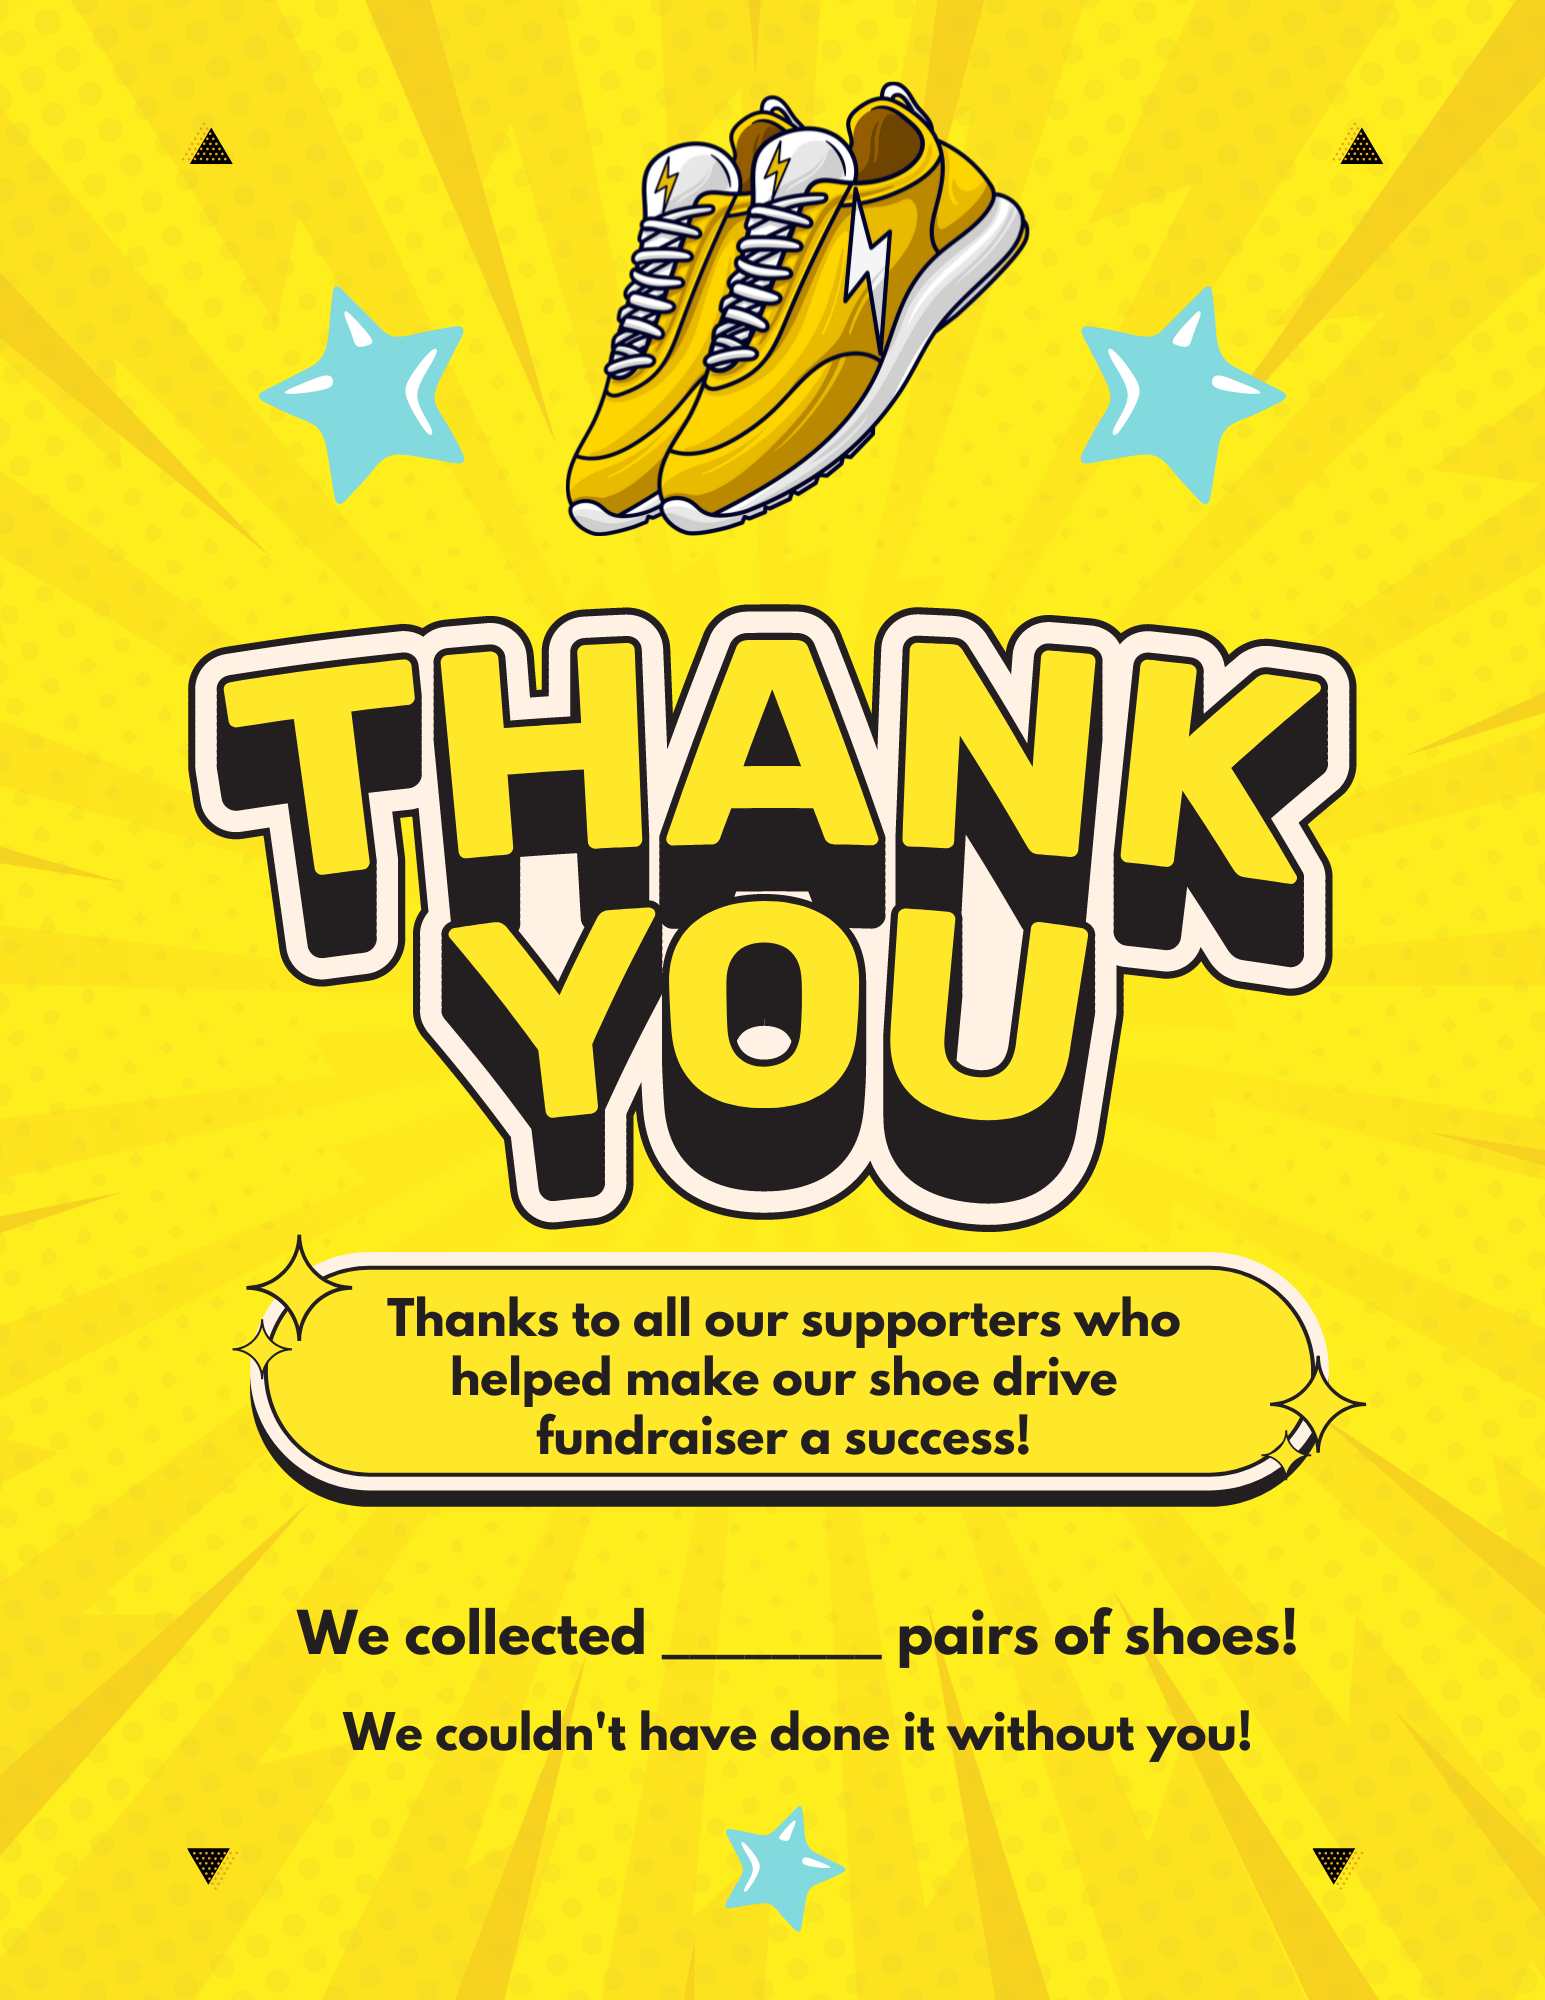 THANK
YOU
Thanks to all our supporters who
helped make our shoe drive
fundraiser a success!
We collected ________ pairs of shoes!
We couldn't have done it without you!